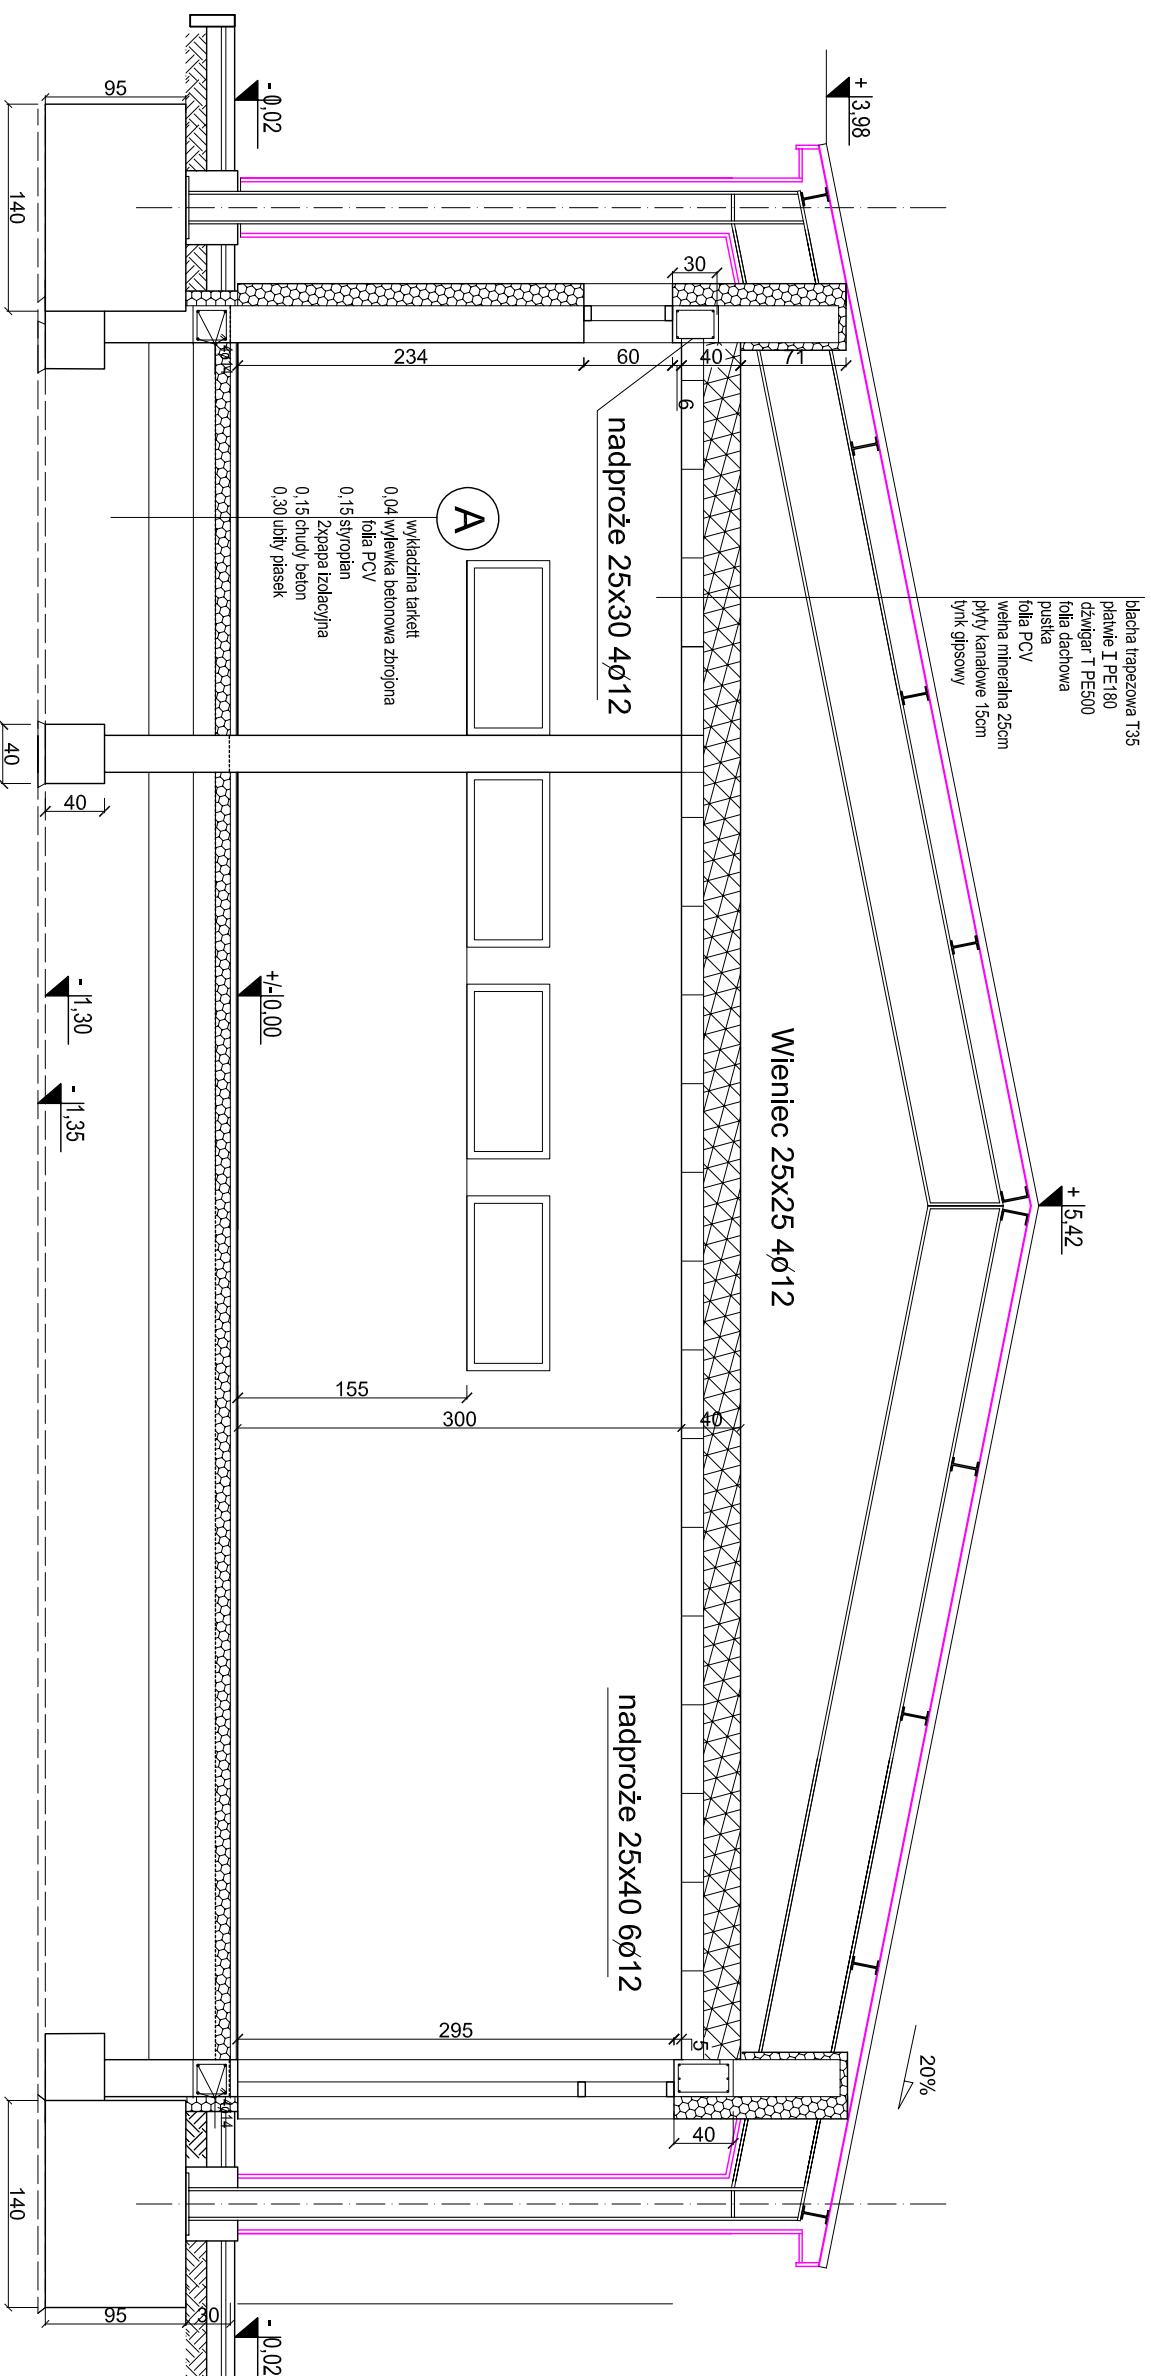 blacha trapezowa T35
płatwie I PE180
dźwigar T PE500
folia dachowa
pustka
folia PCV
wełna mineralna 25cm
płyty kanałowe 15cm
tynk gipsowy
+ 5,42
+ 3,98
20%
Wieniec 25x25 4ø12
nadproże 25x30 4ø12
nadproże 25x40 6ø12
A
wykładzina tarkett
0,04 wylewka betonowa zbrojona
folia PCV
0,15 styropian
2xpapa izolacyjna
0,15 chudy beton
0,30 ubity piasek
30
71
40
6
60
234
40
300
155
5
295
40
+/-0,00
- 0,02
- 0,02
- 1,30
- 1,35
95
140
40
40
95
30
140